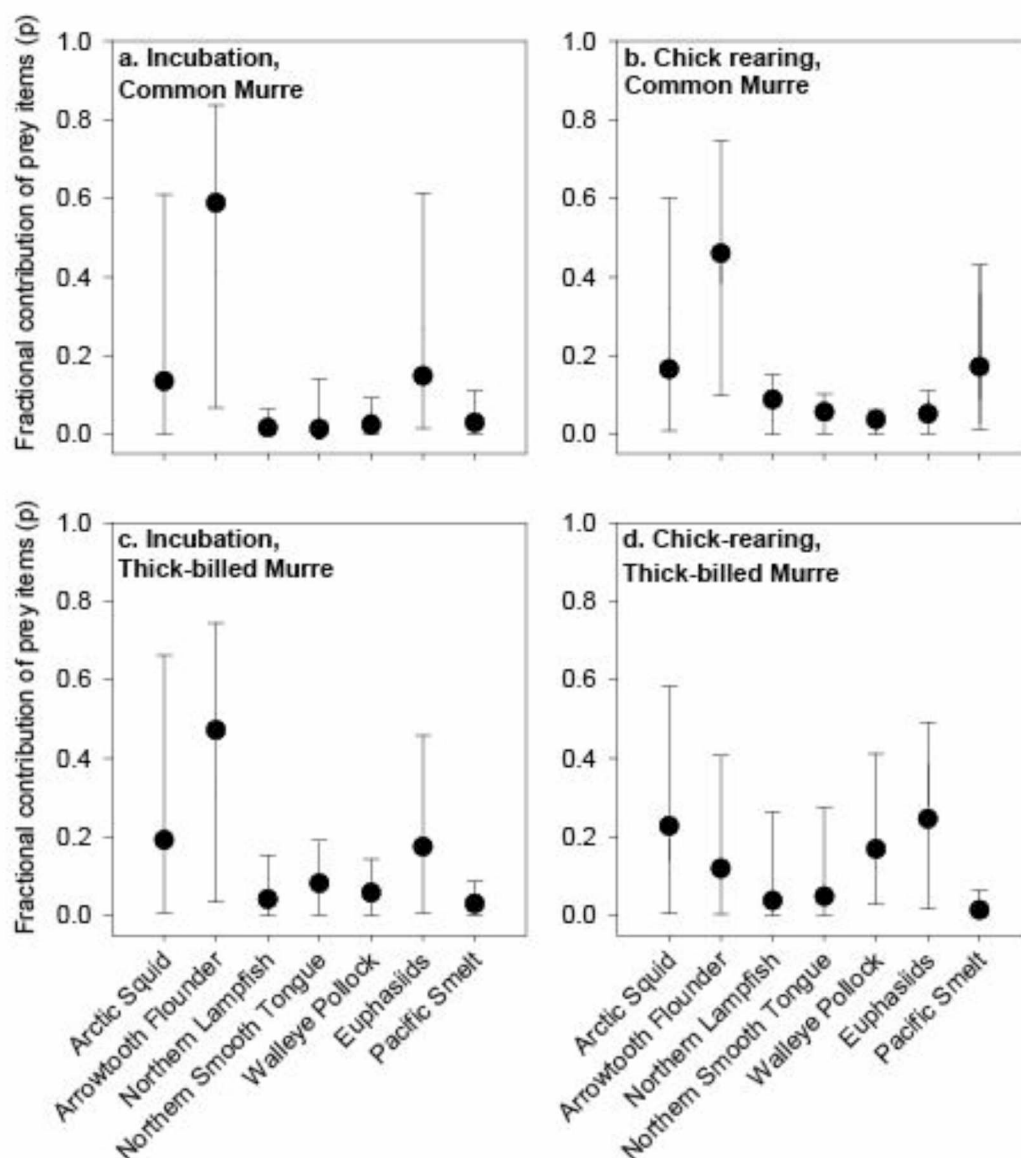 Fractional contribution of prey items (p)
1.0
0.8
0.6
0.4
0.2
0.0
a. Incubation,
Common Murre
1.0
0.8
0.6
0.4
0.2
0.0
b. Chick rearing,
Common Murre
Fractional contribution of prey items (p)
1.0
0.8
0.6
0.4
0.2
0.0
c. Incubation,
Thick-billed Murre
1.0
0.8
0.6
0.4
0.2
0.0
d. Chick-rearing,
Thick-billed Murre
Arctic Squid
Arrowtooth Flounder
Northern Lampfish
Northern Smooth Tongue
Walleye Pollock
Euphasiids
Pacific Smelt
Arctic Squid
Arrowtooth Flounder
Northern Lampfish
Northern Smooth Tongue
Walleye Pollock
Euphasiids
Pacific Smelt